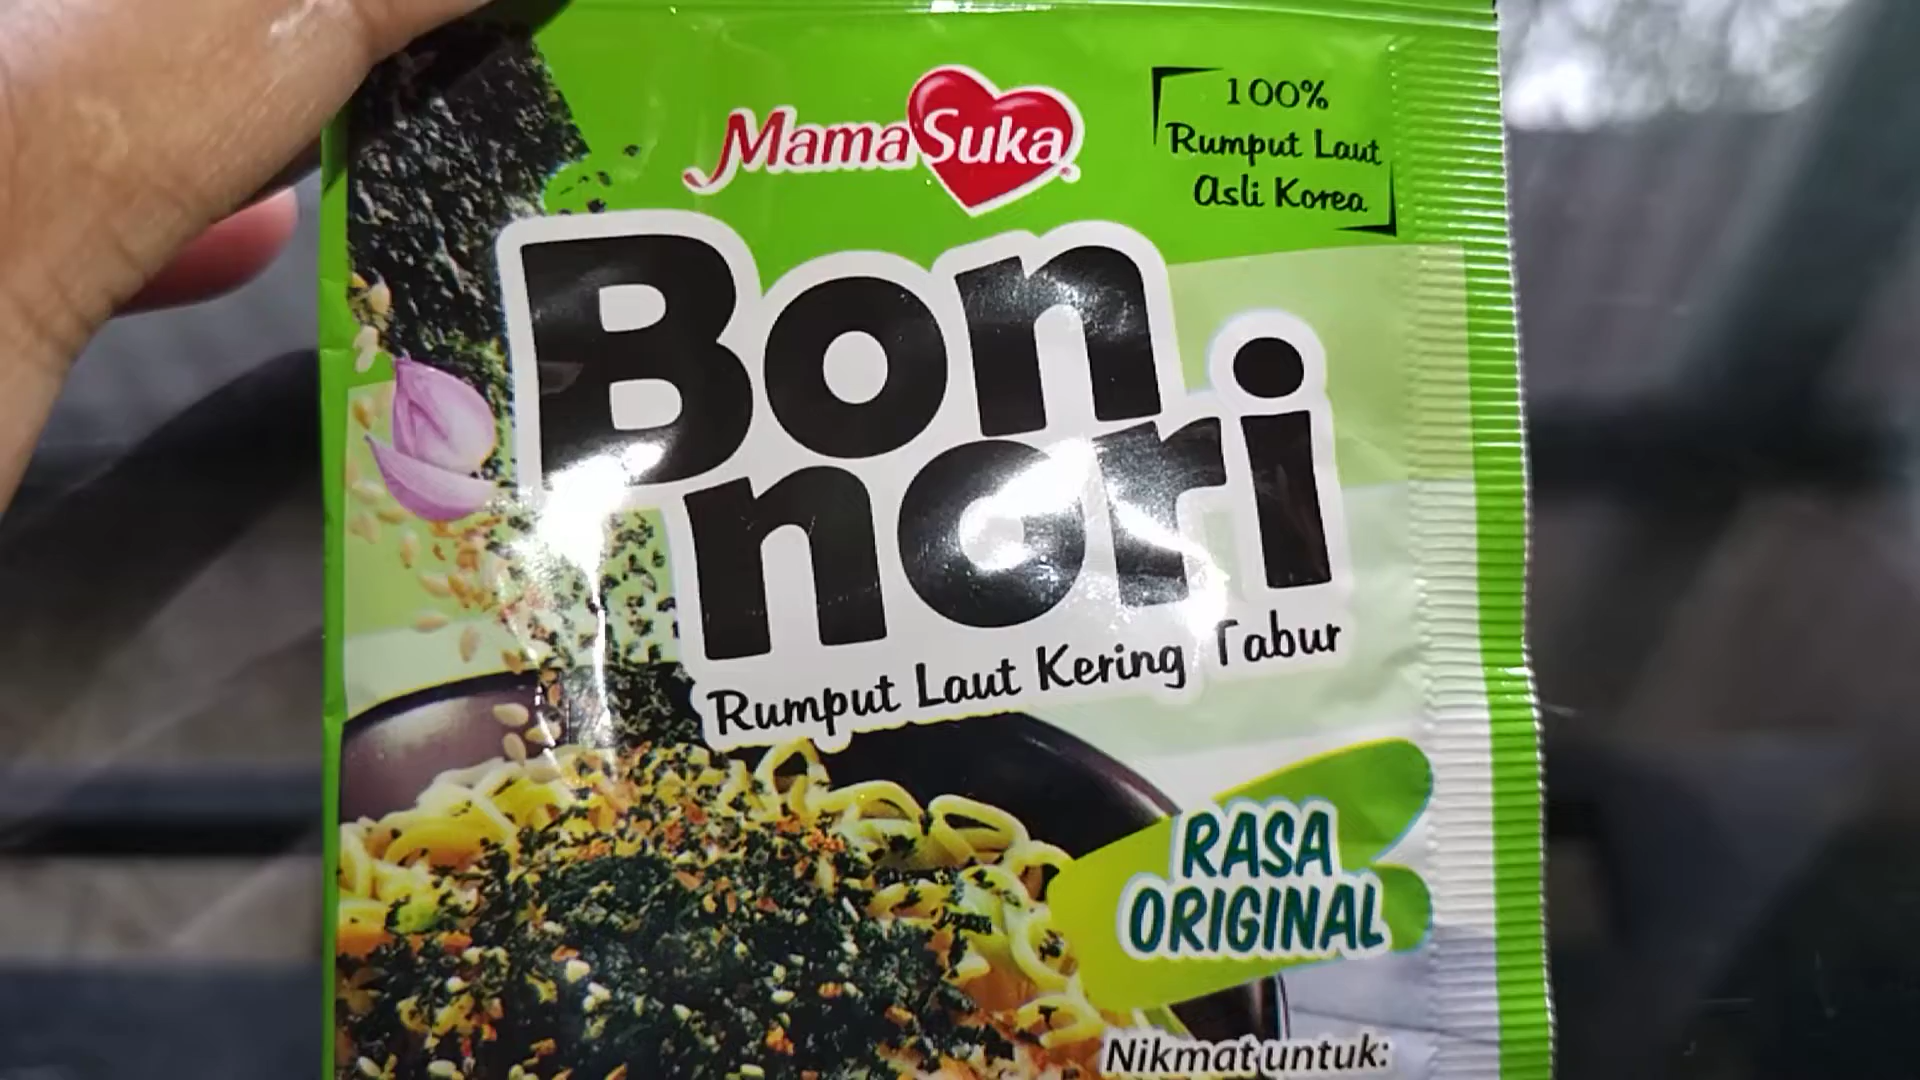 MamaSuka
100%
Rumput Laut
Asli Korea
Bon
nori
Rumput Laut Kering Tabur
RASA
ORIGINAL
Nikmat untuk: